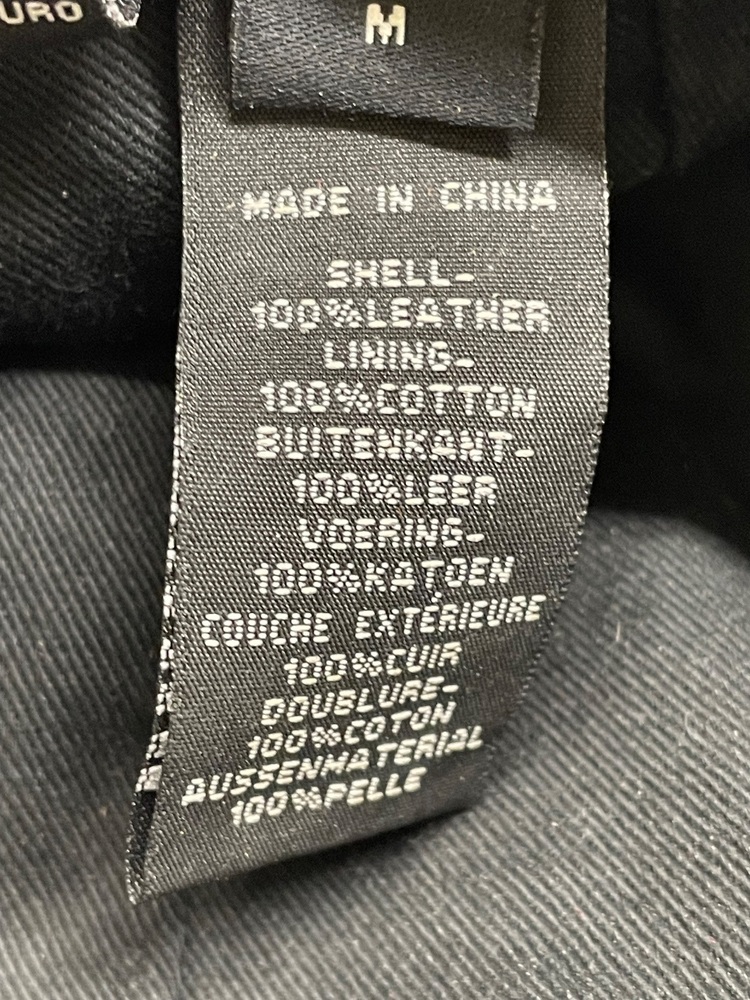 URO
M
MADE IN CHINA
SHELL-
100%LEATHER
LINING-
100%COTTON
BUITENKANT-
100%LEER
VOERING-
100%KATOEN
COUCHE EXTÉRIEURE
100%CUIR
DOUBLURE-
100%COTON
AUSSENMATERIAL
100%PELLE